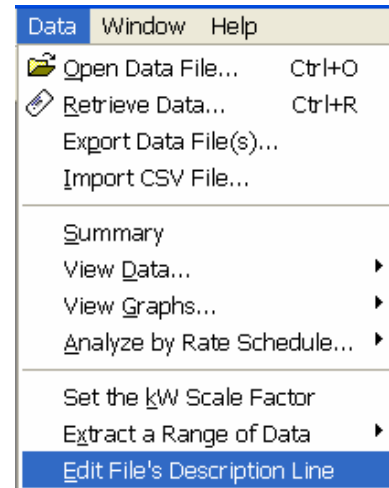 Data Window Help
Open Data File... Ctrl+O
Retrieve Data... Ctrl+R
Export Data File(s)...
Import CSV File...
Summary
View Data...
View Graphs...
Analyze by Rate Schedule...
Set the kW Scale Factor
Extract a Range of Data
Edit File's Description Line